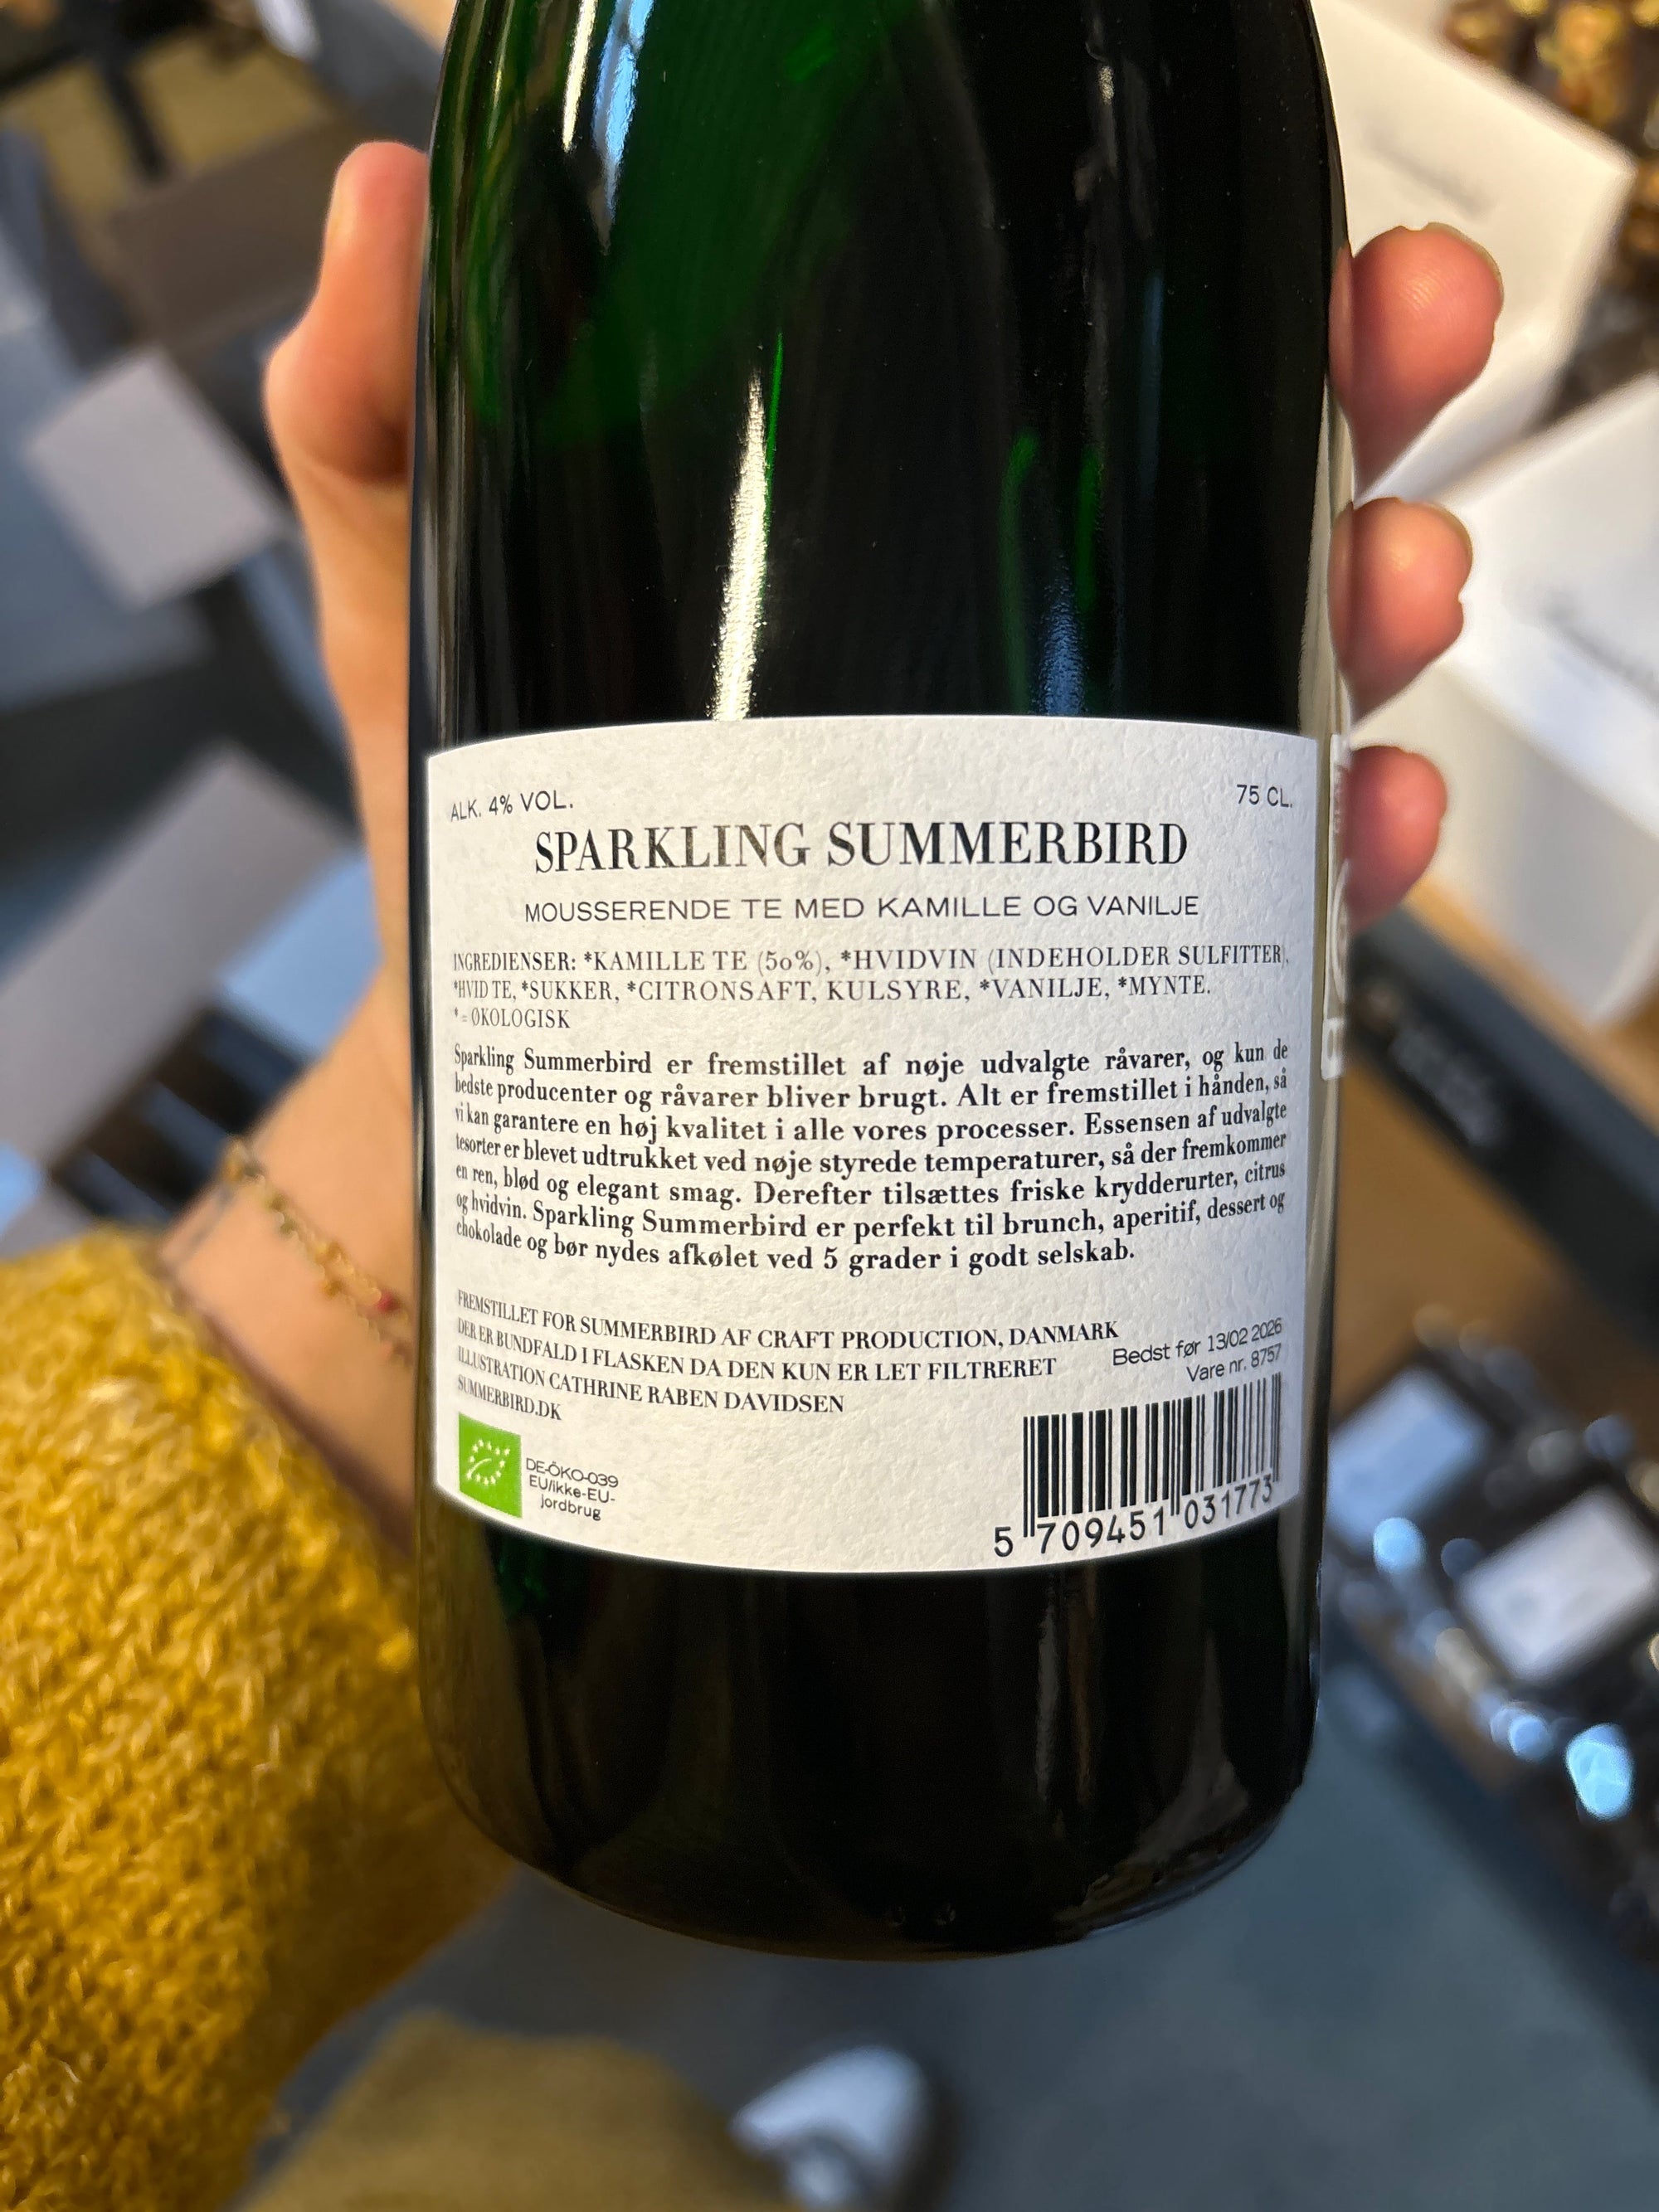 ALK. 4% VOL.
75 CL.
SPARKLING SUMMERBIRD
MOUSSERENDE TE MED KAMILLE OG VANILJE
INGREDIENSER: *KAMILLE TE (50%), *HVIDVIN (INDEHOLDER SULFITTER),
*HVID TE, *SUKKER, *CITRONSAFT, KULSYRE, *VANILJE, *MYNTE.
*= ØKOLOGISK
Sparkling Summerbird er fremstillet af nøje udvalgte råvarer, og kun de
bedste producenter og råvarer bliver brugt. Alt er fremstillet i hånden, så
vi kan garantere en høj kvalitet i alle vores processer. Essensen af udvalgte
tesorter er blevet udtrukket ved nøje styrede temperaturer, så der fremkommer
en ren, blød og elegant smag. Derefter tilsættes friske krydderurter, citrus
og hvidvin. Sparkling Summerbird er perfekt til brunch, aperitif, dessert og
chokolade og bør nydes afkølet ved 5 grader i godt selskab.
FREMSTILLET FOR SUMMERBIRD AF CRAFT PRODUCTION, DANMARK
DER ER BUNDFALD I FLASKEN DA DEN KUN ER LET FILTRERET
ILLUSTRATION CATHRINE RABEN DAVIDSEN
SUMMERBIRD.DK
Bedst før 13/02 2026
Vare nr. 8757
DE-ÖKO-039
EU/ikke-EU-
jordbrug
5 709451 031773